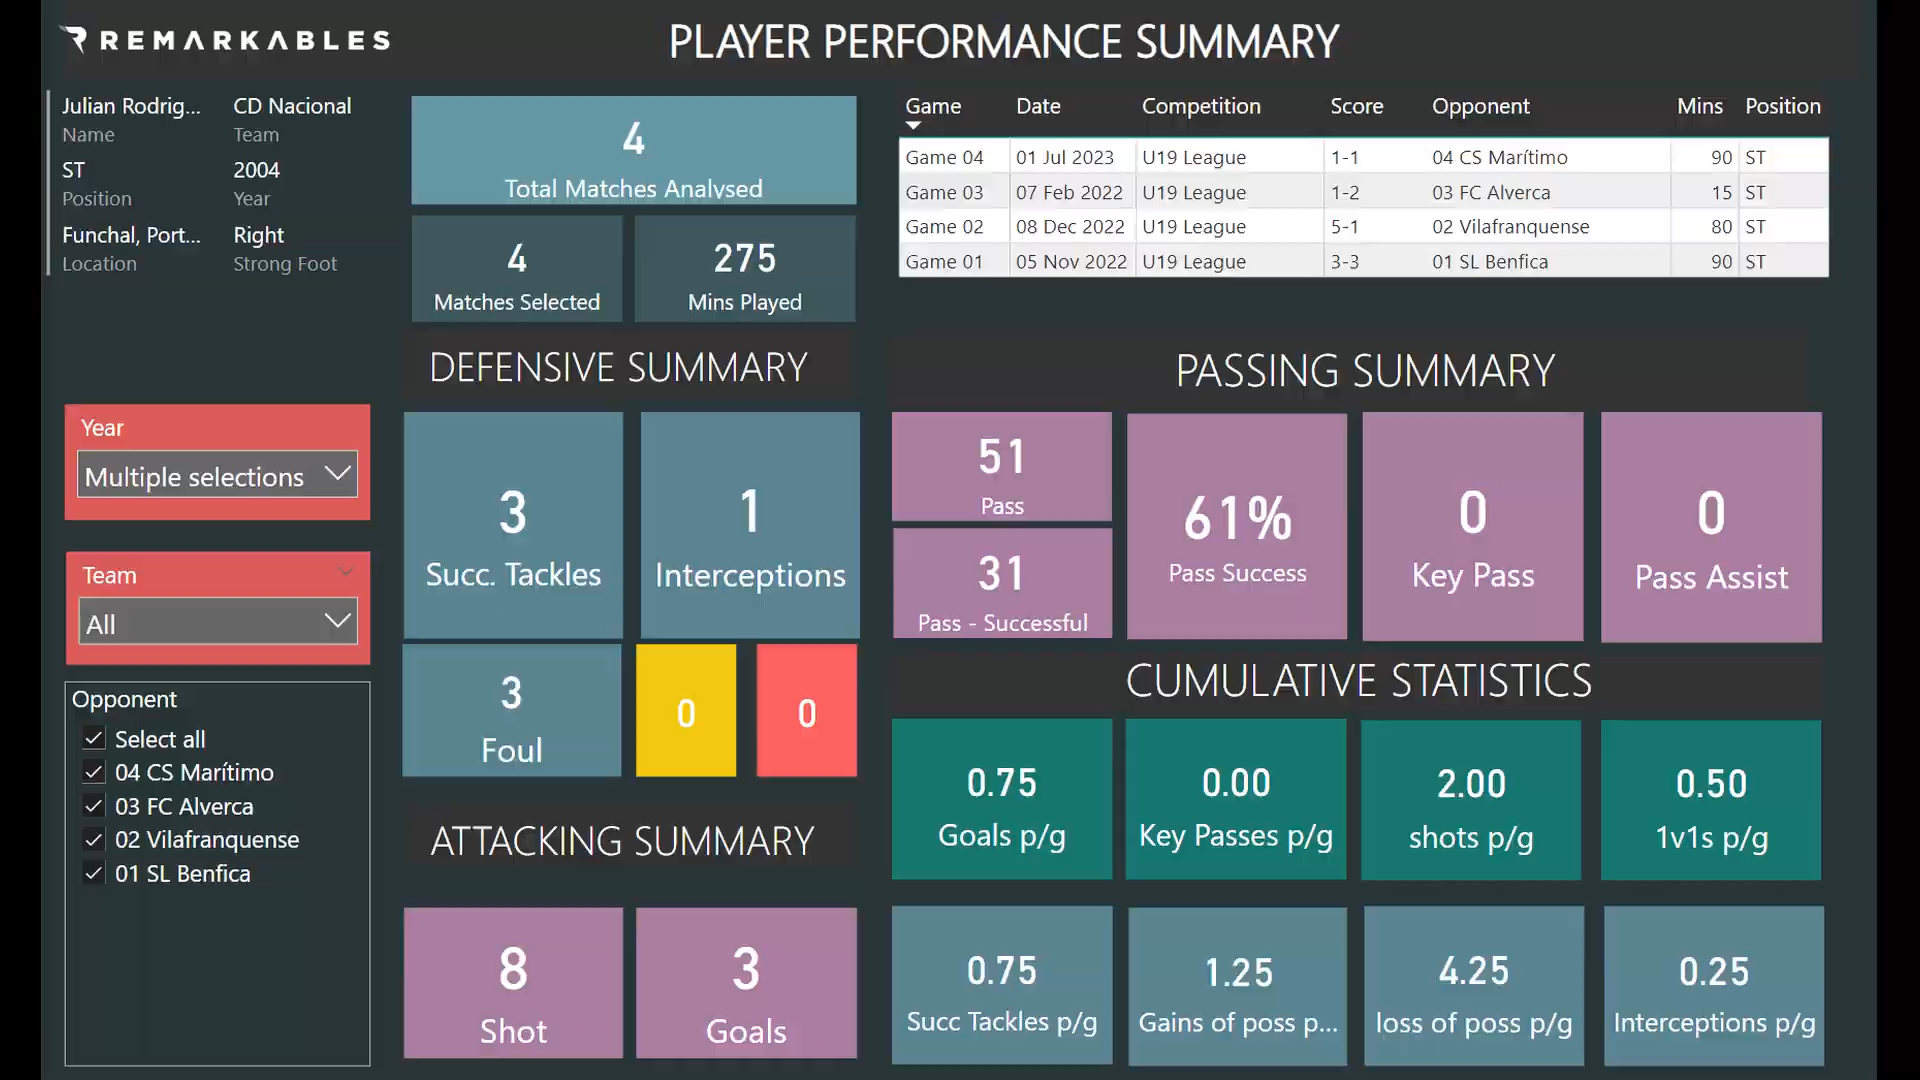 REMARKABLES
PLAYER PERFORMANCE SUMMARY
Julian Rodrig... CD Nacional
Name Team
ST 2004
Position Year
Funchal, Port... Right
Location Strong Foot
4
Total Matches Analysed
4
Matches Selected
275
Mins Played
Game Date Competition Score Opponent Mins Position
Game 04 01 Jul 2023 U19 League 1-1 04 CS Marítimo 90 ST
Game 03 07 Feb 2022 U19 League 1-2 03 FC Alverca 15 ST
Game 02 08 Dec 2022 U19 League 5-1 02 Vilafranquense 80 ST
Game 01 05 Nov 2022 U19 League 3-3 01 SL Benfica 90 ST
Year
Multiple selections
Team
All
Opponent
Select all
04 CS Marítimo
03 FC Alverca
02 Vilafranquense
01 SL Benfica
DEFENSIVE SUMMARY
3
Succ. Tackles
1
Interceptions
3
Foul
0
0
ATTACKING SUMMARY
8
Shot
3
Goals
PASSING SUMMARY
51
Pass
31
Pass - Successful
61%
Pass Success
0
Key Pass
0
Pass Assist
CUMULATIVE STATISTICS
0.75
Goals p/g
0.00
Key Passes p/g
2.00
shots p/g
0.50
1v1s p/g
0.75
Succ Tackles p/g
1.25
Gains of poss p...
4.25
loss of poss p/g
0.25
Interceptions p/g